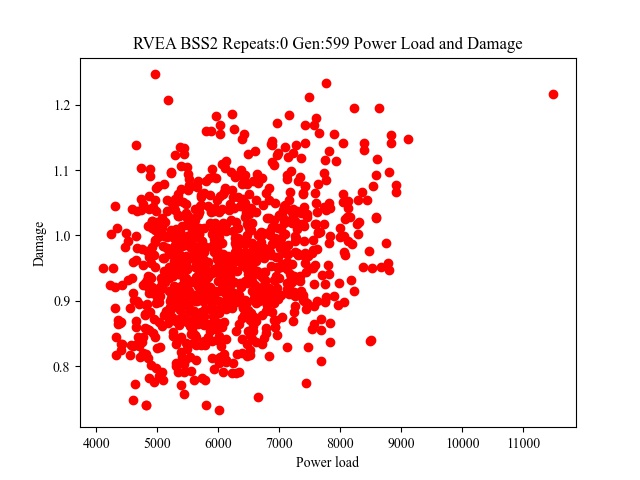 RVEA BSS2 Repeats:0 Gen:599 Power Load and Damage
1.2
1.1
1.0
0.9
0.8
Damage
4000 5000 6000 7000 8000 9000 10000 11000
Power load